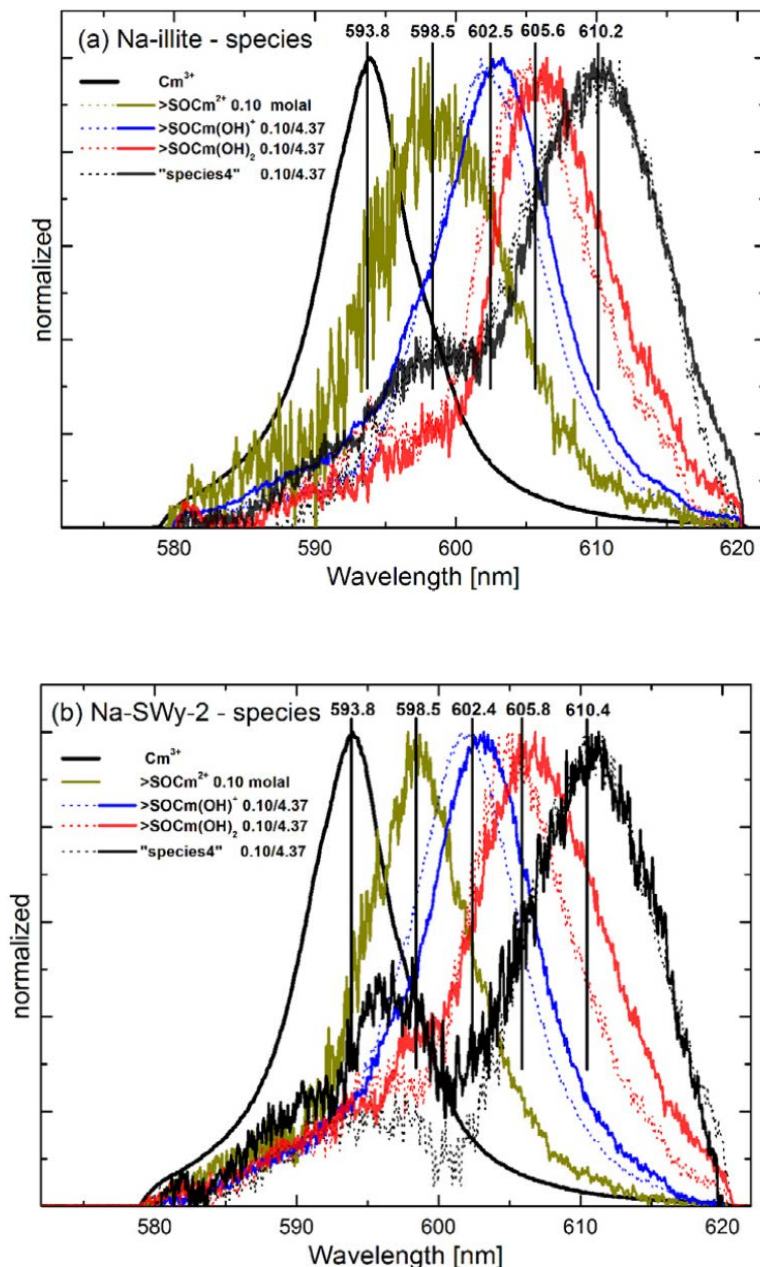 (a) Na-illite - species
593.8 598.5 602.5 605.6 610.2
Cm³⁺
>SOCm²⁺ 0.10 molal
>SOCm(OH)⁺ 0.10/4.37
>SOCm(OH)₂ 0.10/4.37
"species4" 0.10/4.37
normalized
580 590 600 610 620
Wavelength [nm]
(b) Na-SWy-2 - species
593.8 598.5 602.4 605.8 610.4
Cm³⁺
>SOCm²⁺ 0.10 molal
>SOCm(OH)⁺ 0.10/4.37
>SOCm(OH)₂ 0.10/4.37
"species4" 0.10/4.37
normalized
580 590 600 610 620
Wavelength [nm]